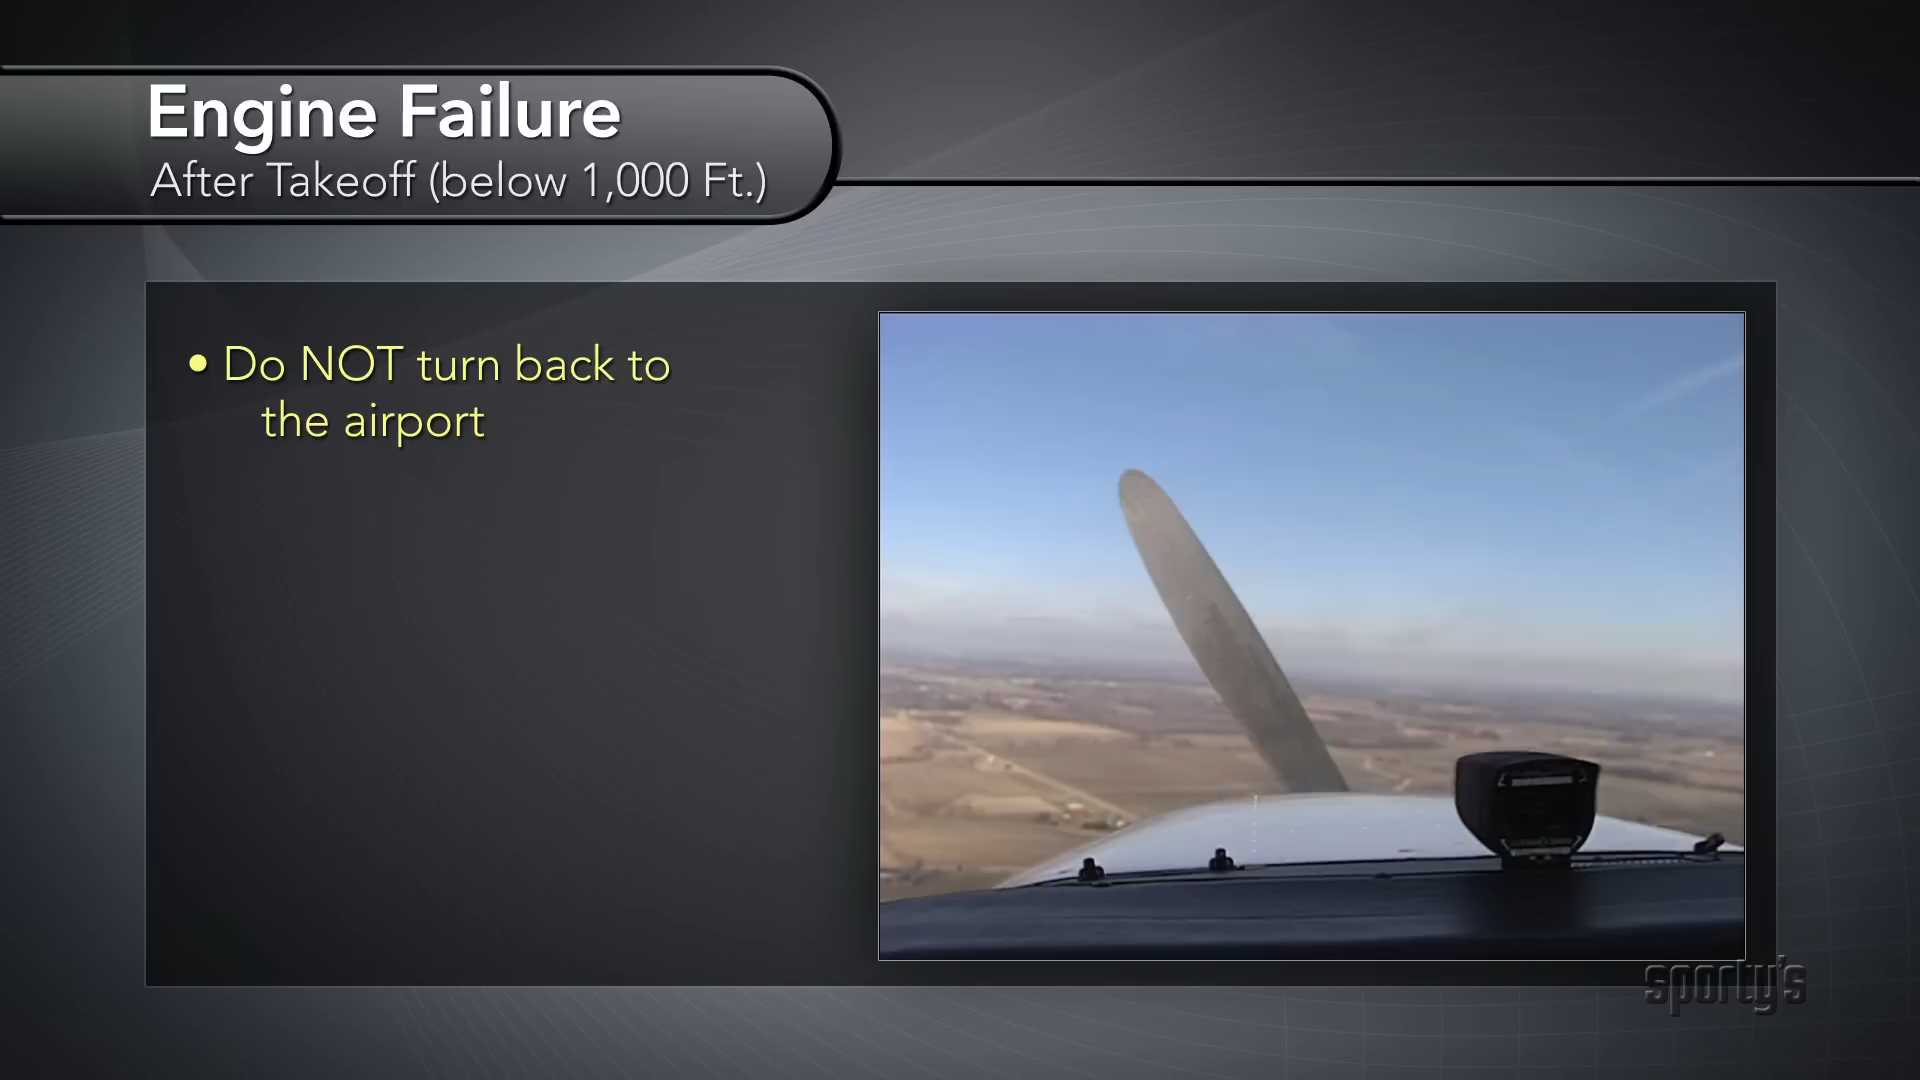 Engine Failure
After Takeoff (below 1,000 Ft.)
• Do NOT turn back to
the airport
sporty's